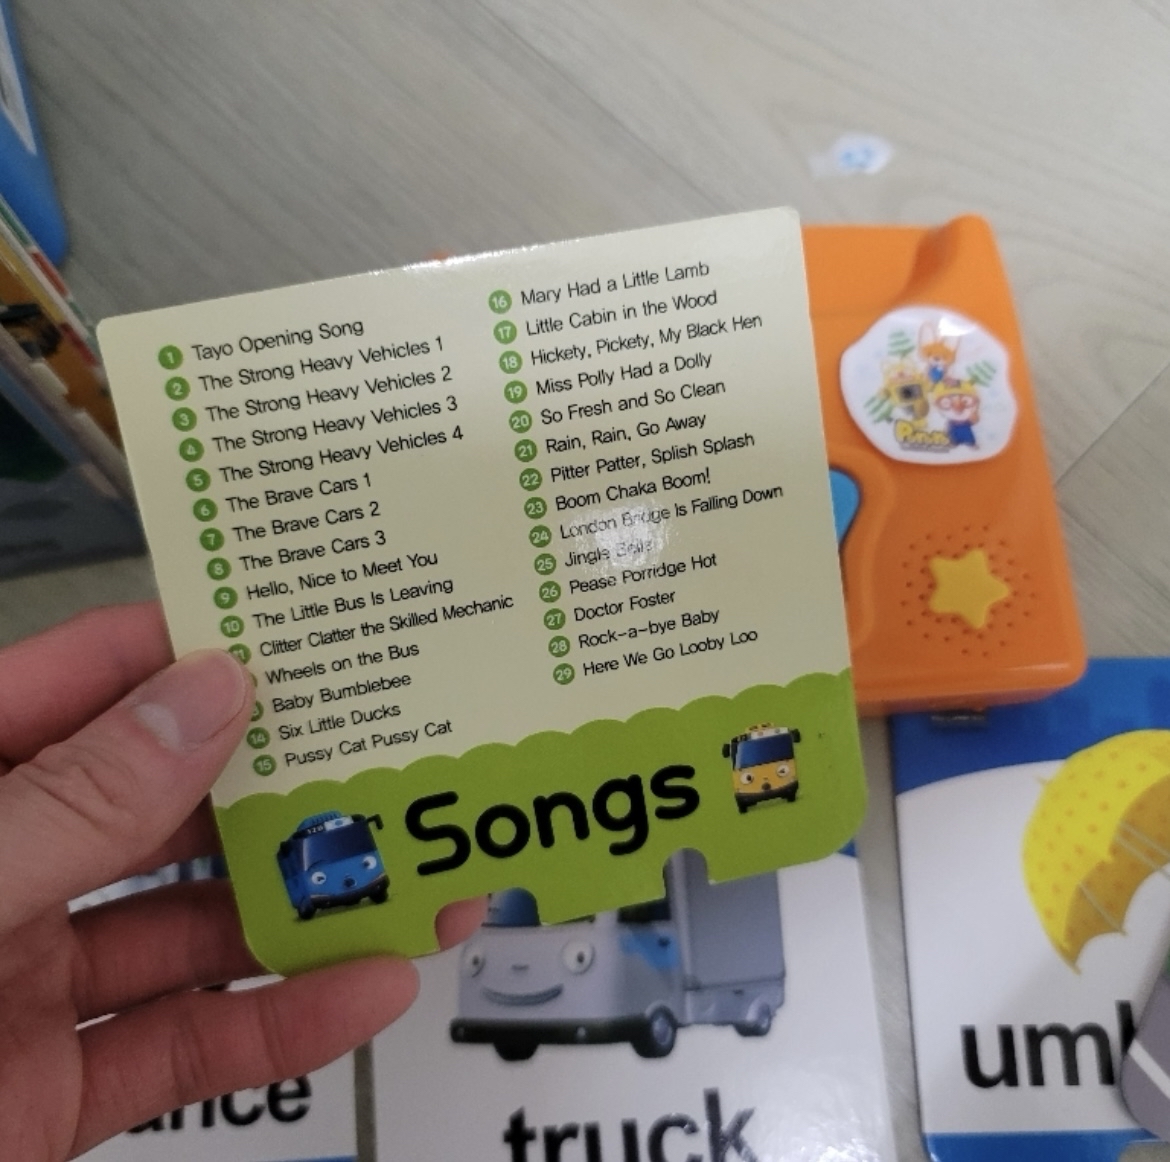 1 Tayo Opening Song
2 The Strong Heavy Vehicles 1
3 The Strong Heavy Vehicles 2
4 The Strong Heavy Vehicles 3
5 The Strong Heavy Vehicles 4
6 The Brave Cars 1
7 The Brave Cars 2
8 The Brave Cars 3
9 Hello, Nice to Meet You
10 The Little Bus Is Leaving
11 Clitter Clatter the Skilled Mechanic
Wheels on the Bus
Baby Bumblebee
14 Six Little Ducks
15 Pussy Cat Pussy Cat
16 Mary Had a Little Lamb
17 Little Cabin in the Wood
18 Hickety, Pickety, My Black Hen
19 Miss Polly Had a Dolly
20 So Fresh and So Clean
21 Rain, Rain, Go Away
22 Pitter Patter, Splish Splash
23 Boom Chaka Boom!
24 London Bridge Is Falling Down
25 Jingle Bells
26 Pease Porridge Hot
27 Doctor Foster
28 Rock-a-bye Baby
29 Here We Go Looby Loo
Songs
truck